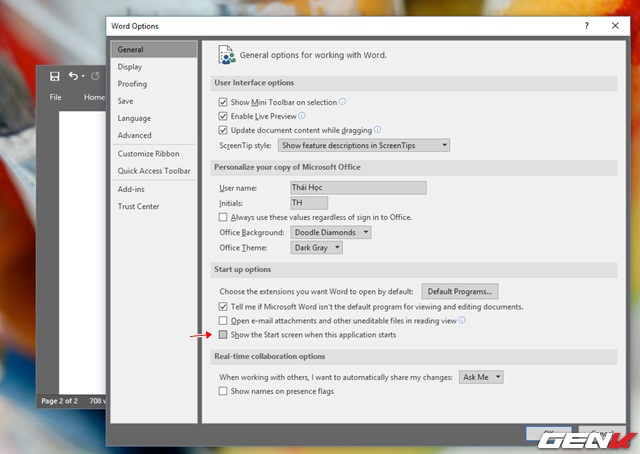 Word Options
?
General
Display
Proofing
Save
Language
Advanced
Customize Ribbon
Quick Access Toolbar
Add-ins
Trust Center
File Home
Page 2 of 2 708
General options for working with Word.
User Interface options
Show Mini Toolbar on selection
Enable Live Preview
Update document content while dragging
ScreenTip style: Show feature descriptions in ScreenTips
Personalize your copy of Microsoft Office
User name: Thái Học
Initials: TH
Always use these values regardless of sign in to Office.
Office Background: Doodle Diamonds
Office Theme: Dark Gray
Start up options
Choose the extensions you want Word to open by default: Default Programs...
Tell me if Microsoft Word isn't the default program for viewing and editing documents.
Open e-mail attachments and other uneditable files in reading view
Show the Start screen when this application starts
Real-time collaboration options
When working with others, I want to automatically share my changes: Ask Me
Show names on presence flags
GENK